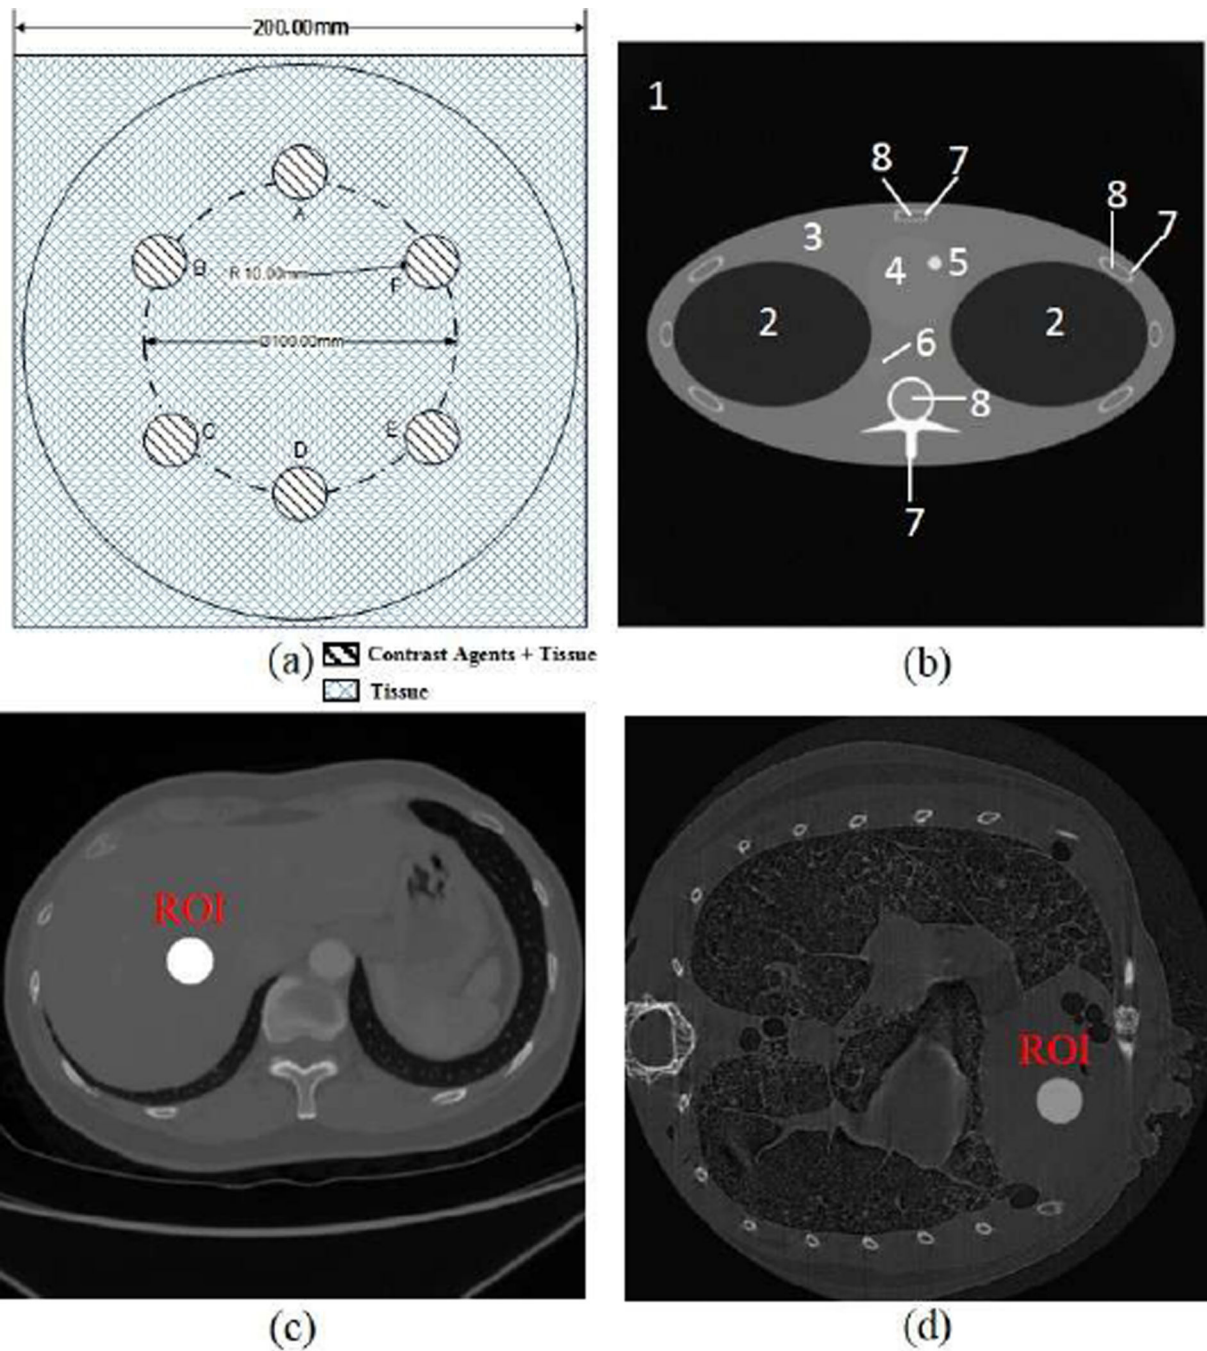 200.00mm
A
B
R 10.00mm
F
Ø100.00mm
C
E
D
(a)
Contrast Agents + Tissue
Tissue
1
8
7
8
7
3
4
5
2
2
6
8
7
(b)
ROI
(c)
ROI
(d)